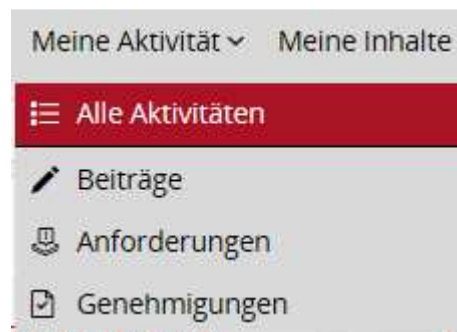 Meine Aktivität Meine Inhalte
Alle Aktivitäten
Beiträge
Anforderungen
Genehmigungen